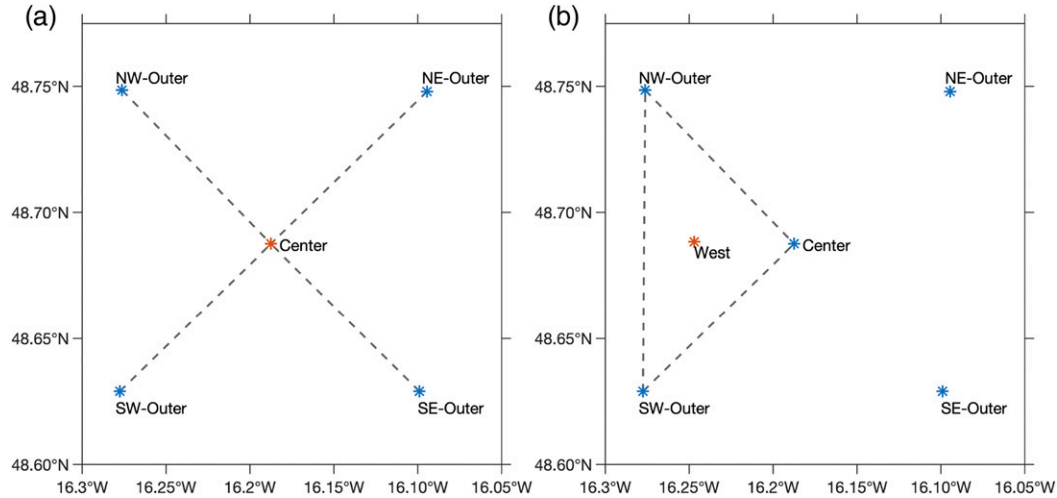 (a)
(b)
NW-Outer
NE-Outer
NW-Outer
NE-Outer
48.75°N
48.75°N
48.70°N
48.70°N
Center
Center
West
48.65°N
48.65°N
SW-Outer
SE-Outer
SW-Outer
SE-Outer
48.60°N
48.60°N
16.3°W 16.25°W 16.2°W 16.15°W 16.10°W 16.05°W
16.3°W 16.25°W 16.2°W 16.15°W 16.10°W 16.05°W